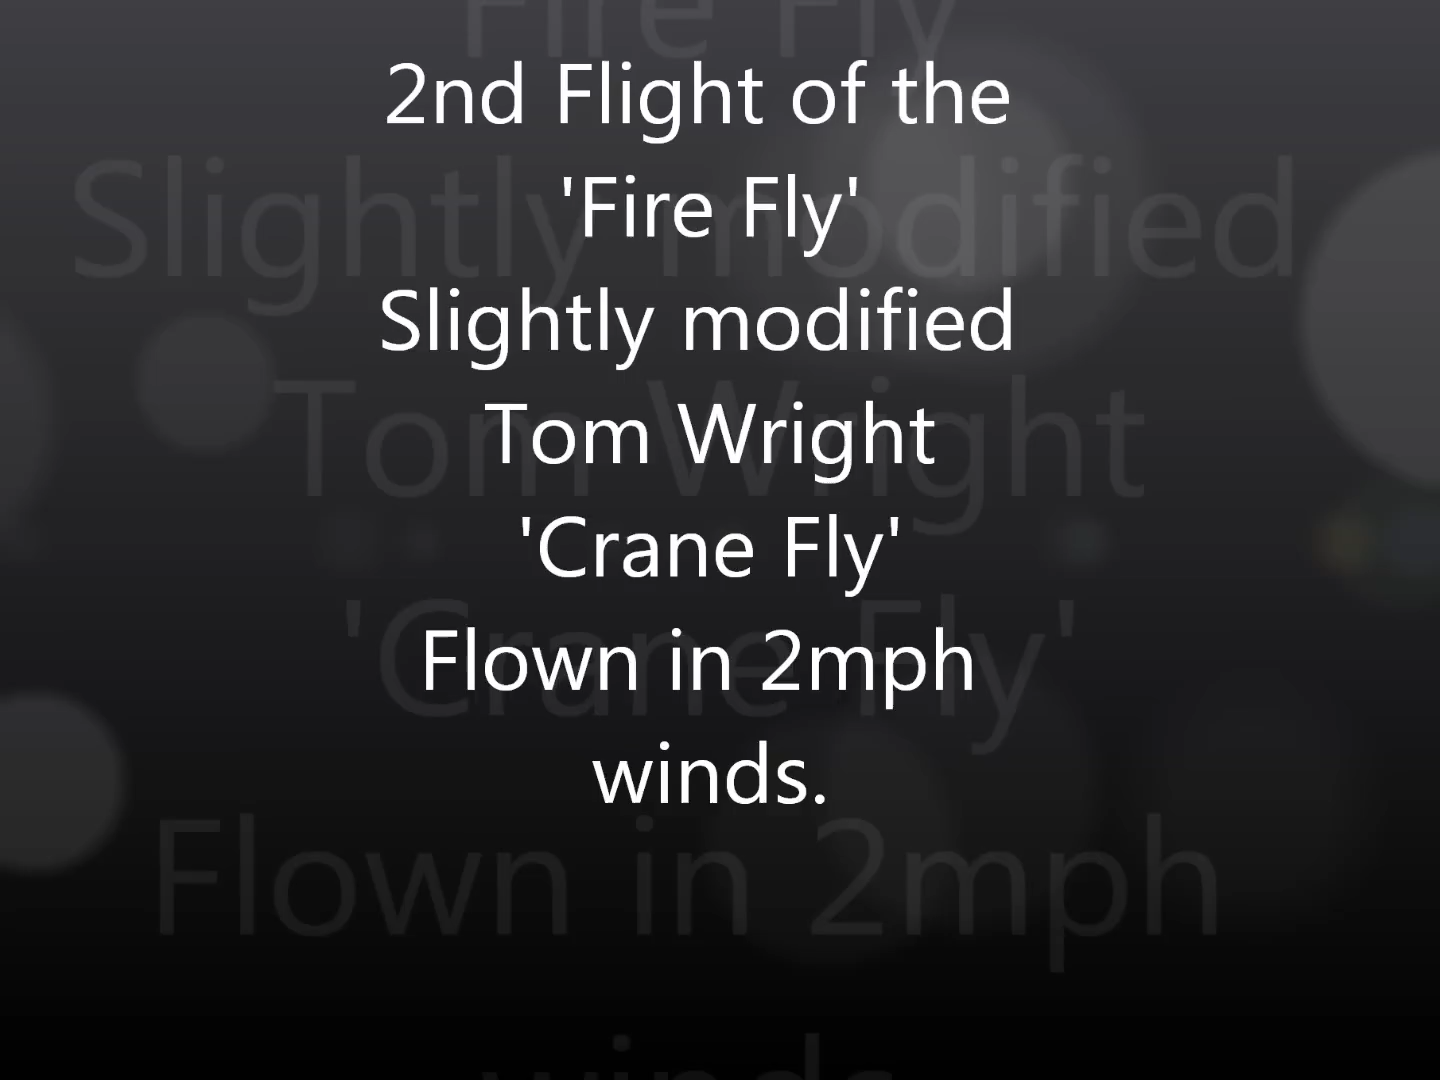 2nd Flight of the
'Fire Fly'
Slightly modified
Tom Wright
'Crane Fly'
Flown in 2mph
winds.